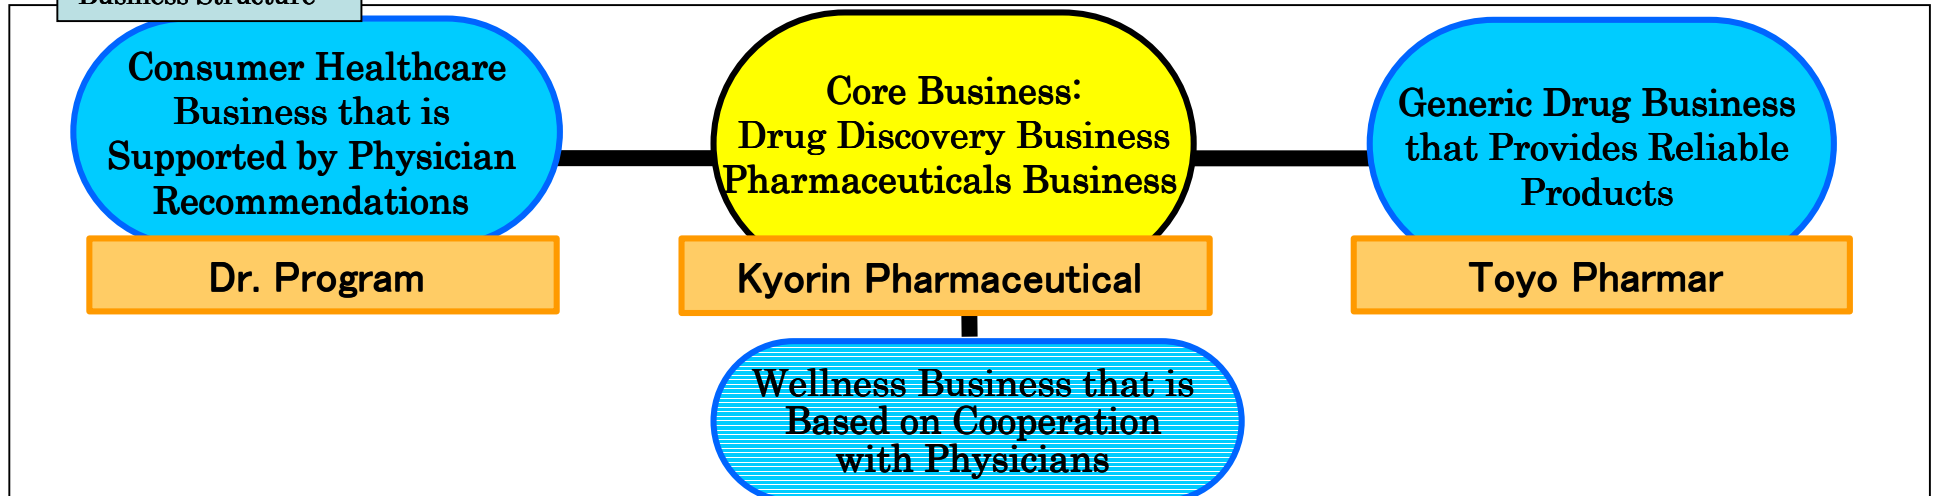 Business Structure
Consumer Healthcare
Business that is
Supported by Physician
Recommendations
Dr. Program
Core Business:
Drug Discovery Business
Pharmaceuticals Business
Kyorin Pharmaceutical
Generic Drug Business
that Provides Reliable
Products
Toyo Pharmar
Wellness Business that is
Based on Cooperation
with Physicians